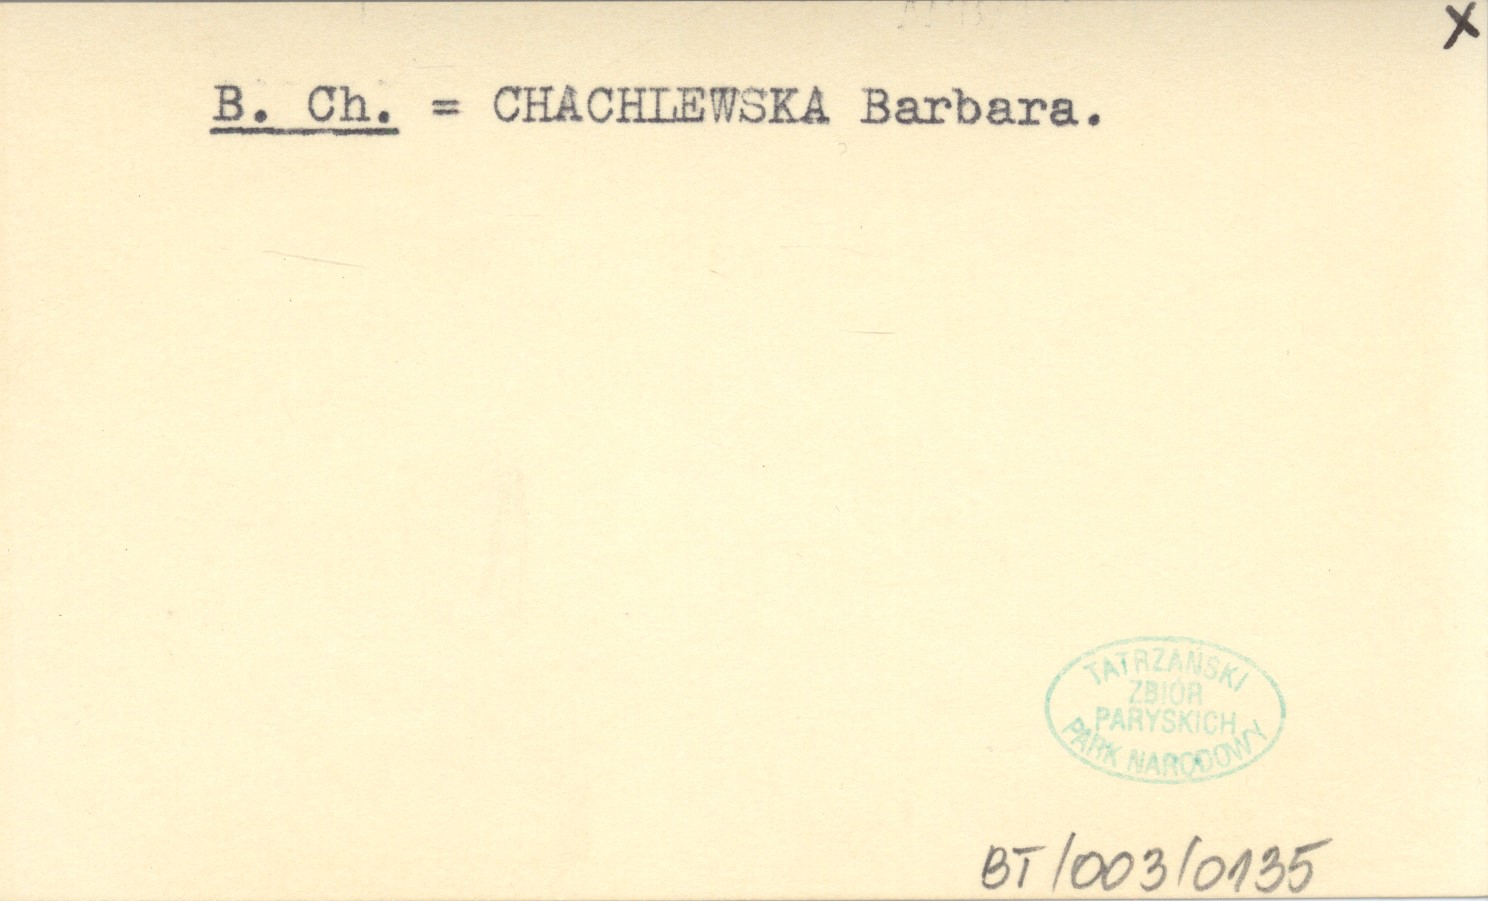 X
B. Ch. = CHACHLEWSKA Barbara.
TATRZAŃSKI
ZBIÓR
PARYSKICH
PARK NARODOWY
BT/003/0135